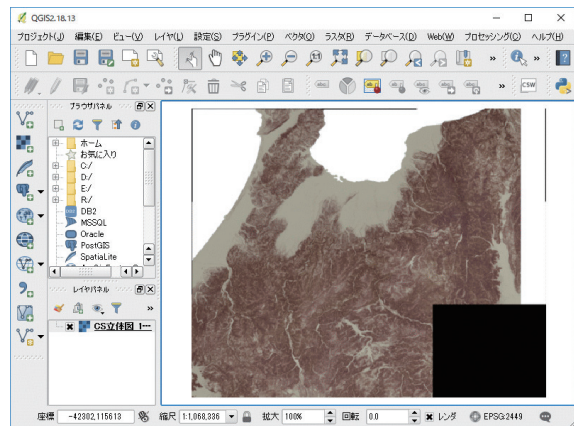 QGIS2.18.13
プロジェクト(J) 編集(E) ビュー(V) レイヤ(L) 設定(S) プラグイン(P) ベクタ(O) ラスタ(R) データベース(D) Web(W) プロセッシング(C) ヘルプ(H)
CSW
ブラウザパネル
ホーム
お気に入り
C:/
D:/
E:/
R:/
DB2
MSSQL
Oracle
PostGIS
SpatiaLite
レイヤパネル
CS立体図_1---
座標 -42302,115613 縮尺 1:1,068,336 拡大 100% 回転 0.0 レンダ EPSG:2449